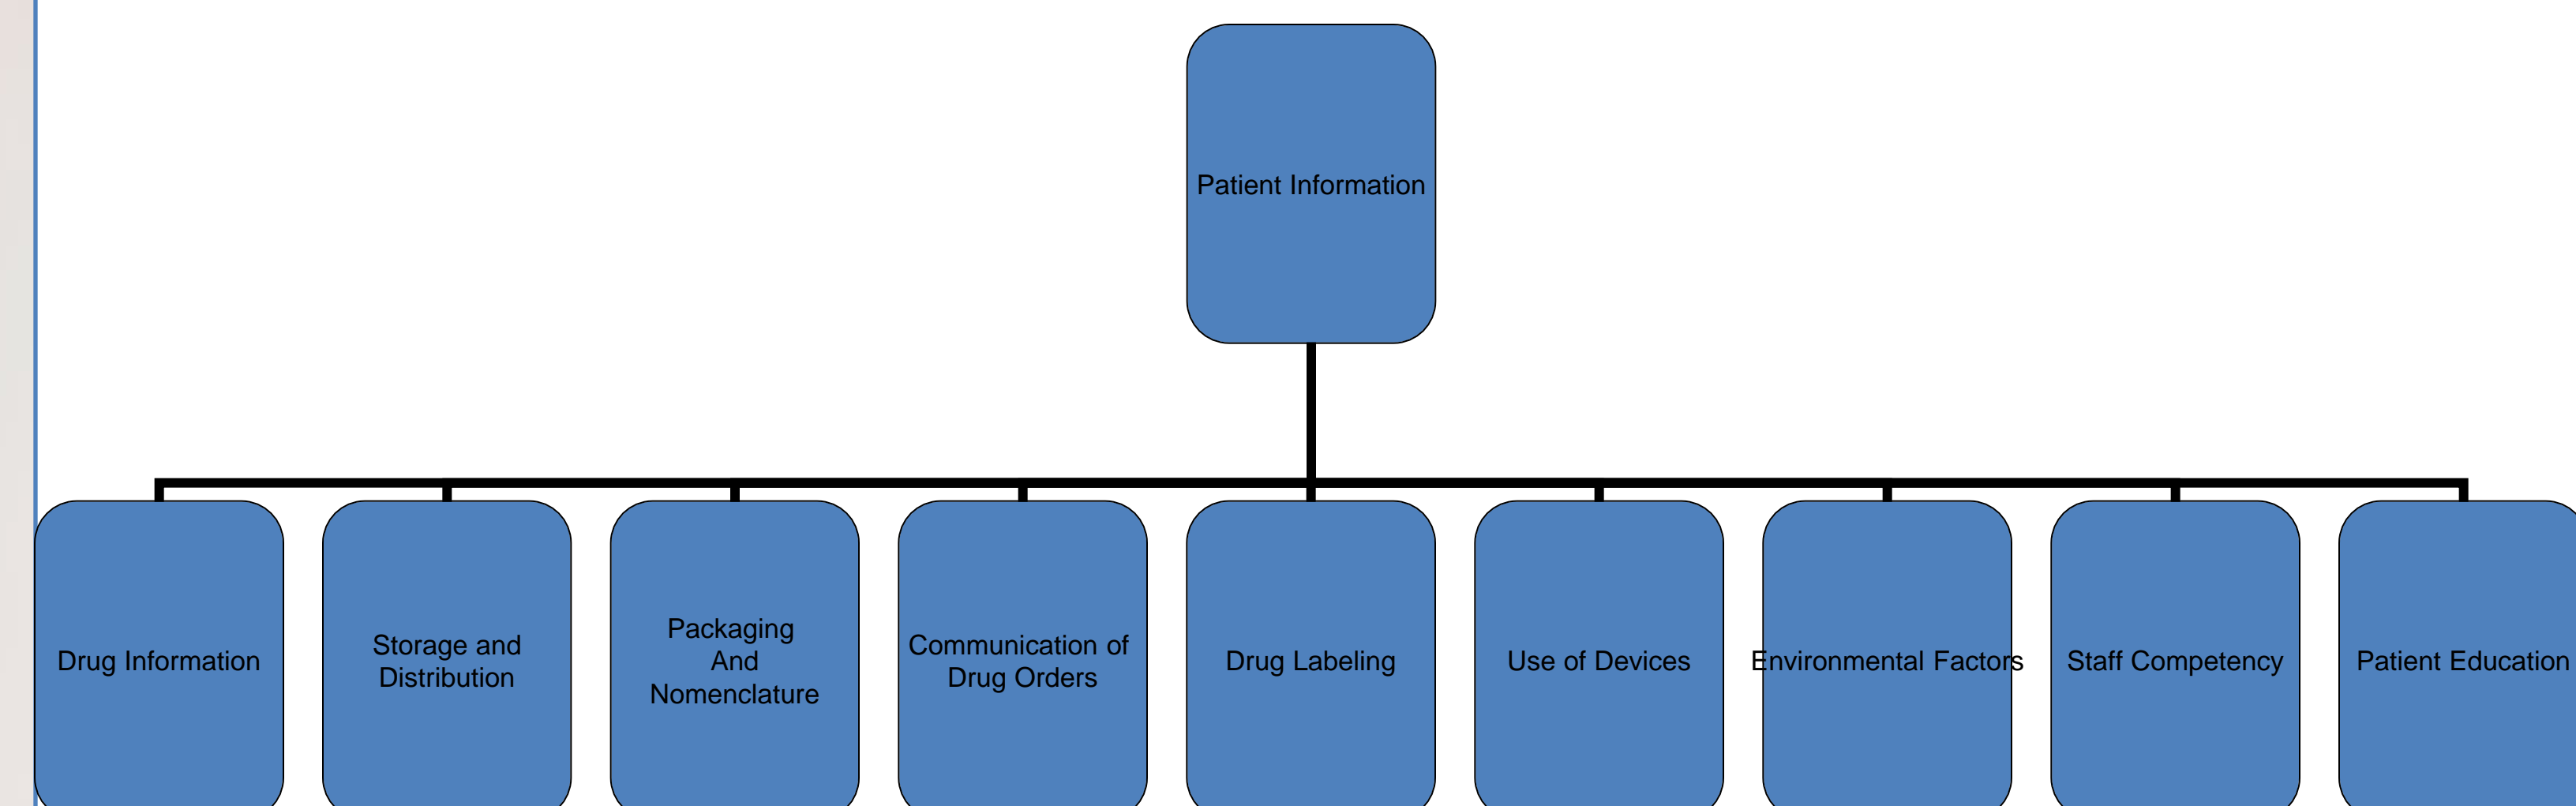 Patient Information
Drug Information
Storage and
Distribution
Packaging
And
Nomenclature
Communication of
Drug Orders
Drug Labeling
Use of Devices
Environmental Factors
Staff Competency
Patient Education